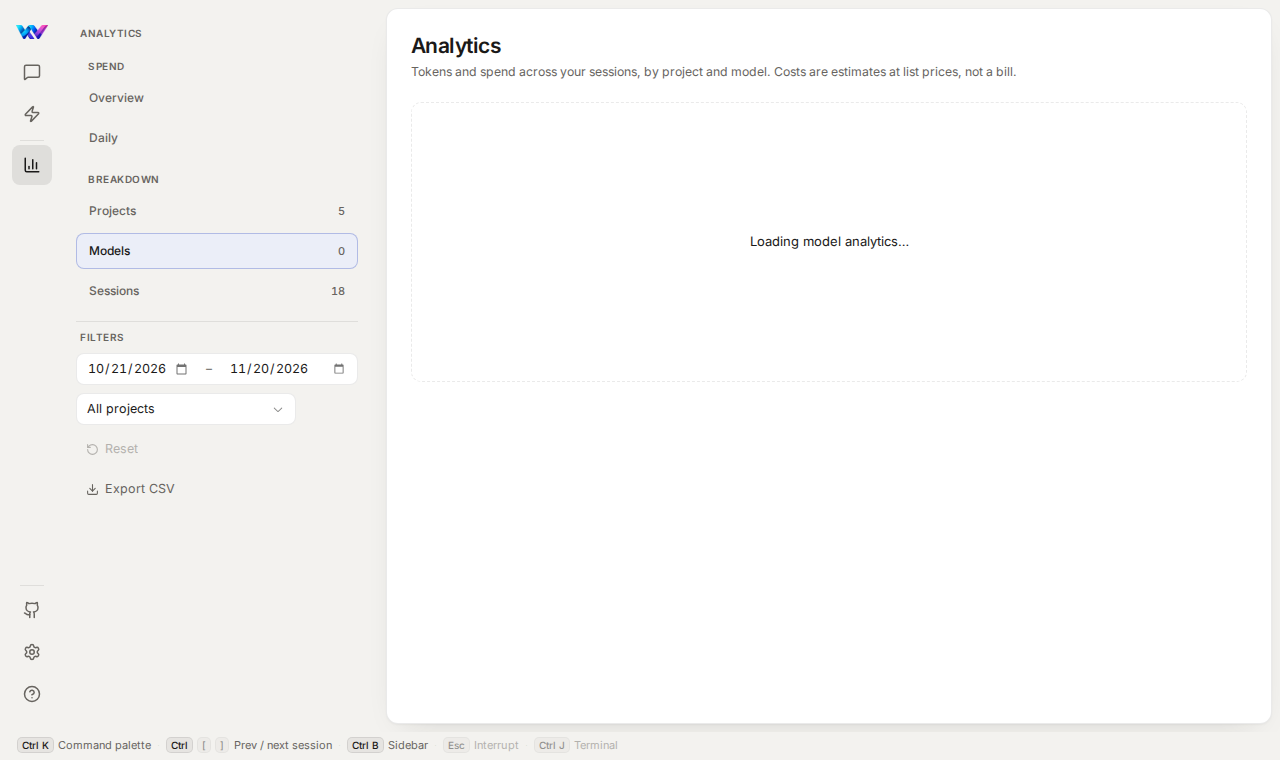 ANALYTICS
SPEND
Overview
Daily
BREAKDOWN
Projects 5
Models 0
Sessions 18
FILTERS
10/21/2026 – 11/20/2026
All projects
Reset
Export CSV
Analytics
Tokens and spend across your sessions, by project and model. Costs are estimates at list prices, not a bill.
Loading model analytics...
Ctrl K Command palette Ctrl [ ] Prev / next session Ctrl B Sidebar Esc Interrupt Ctrl J Terminal